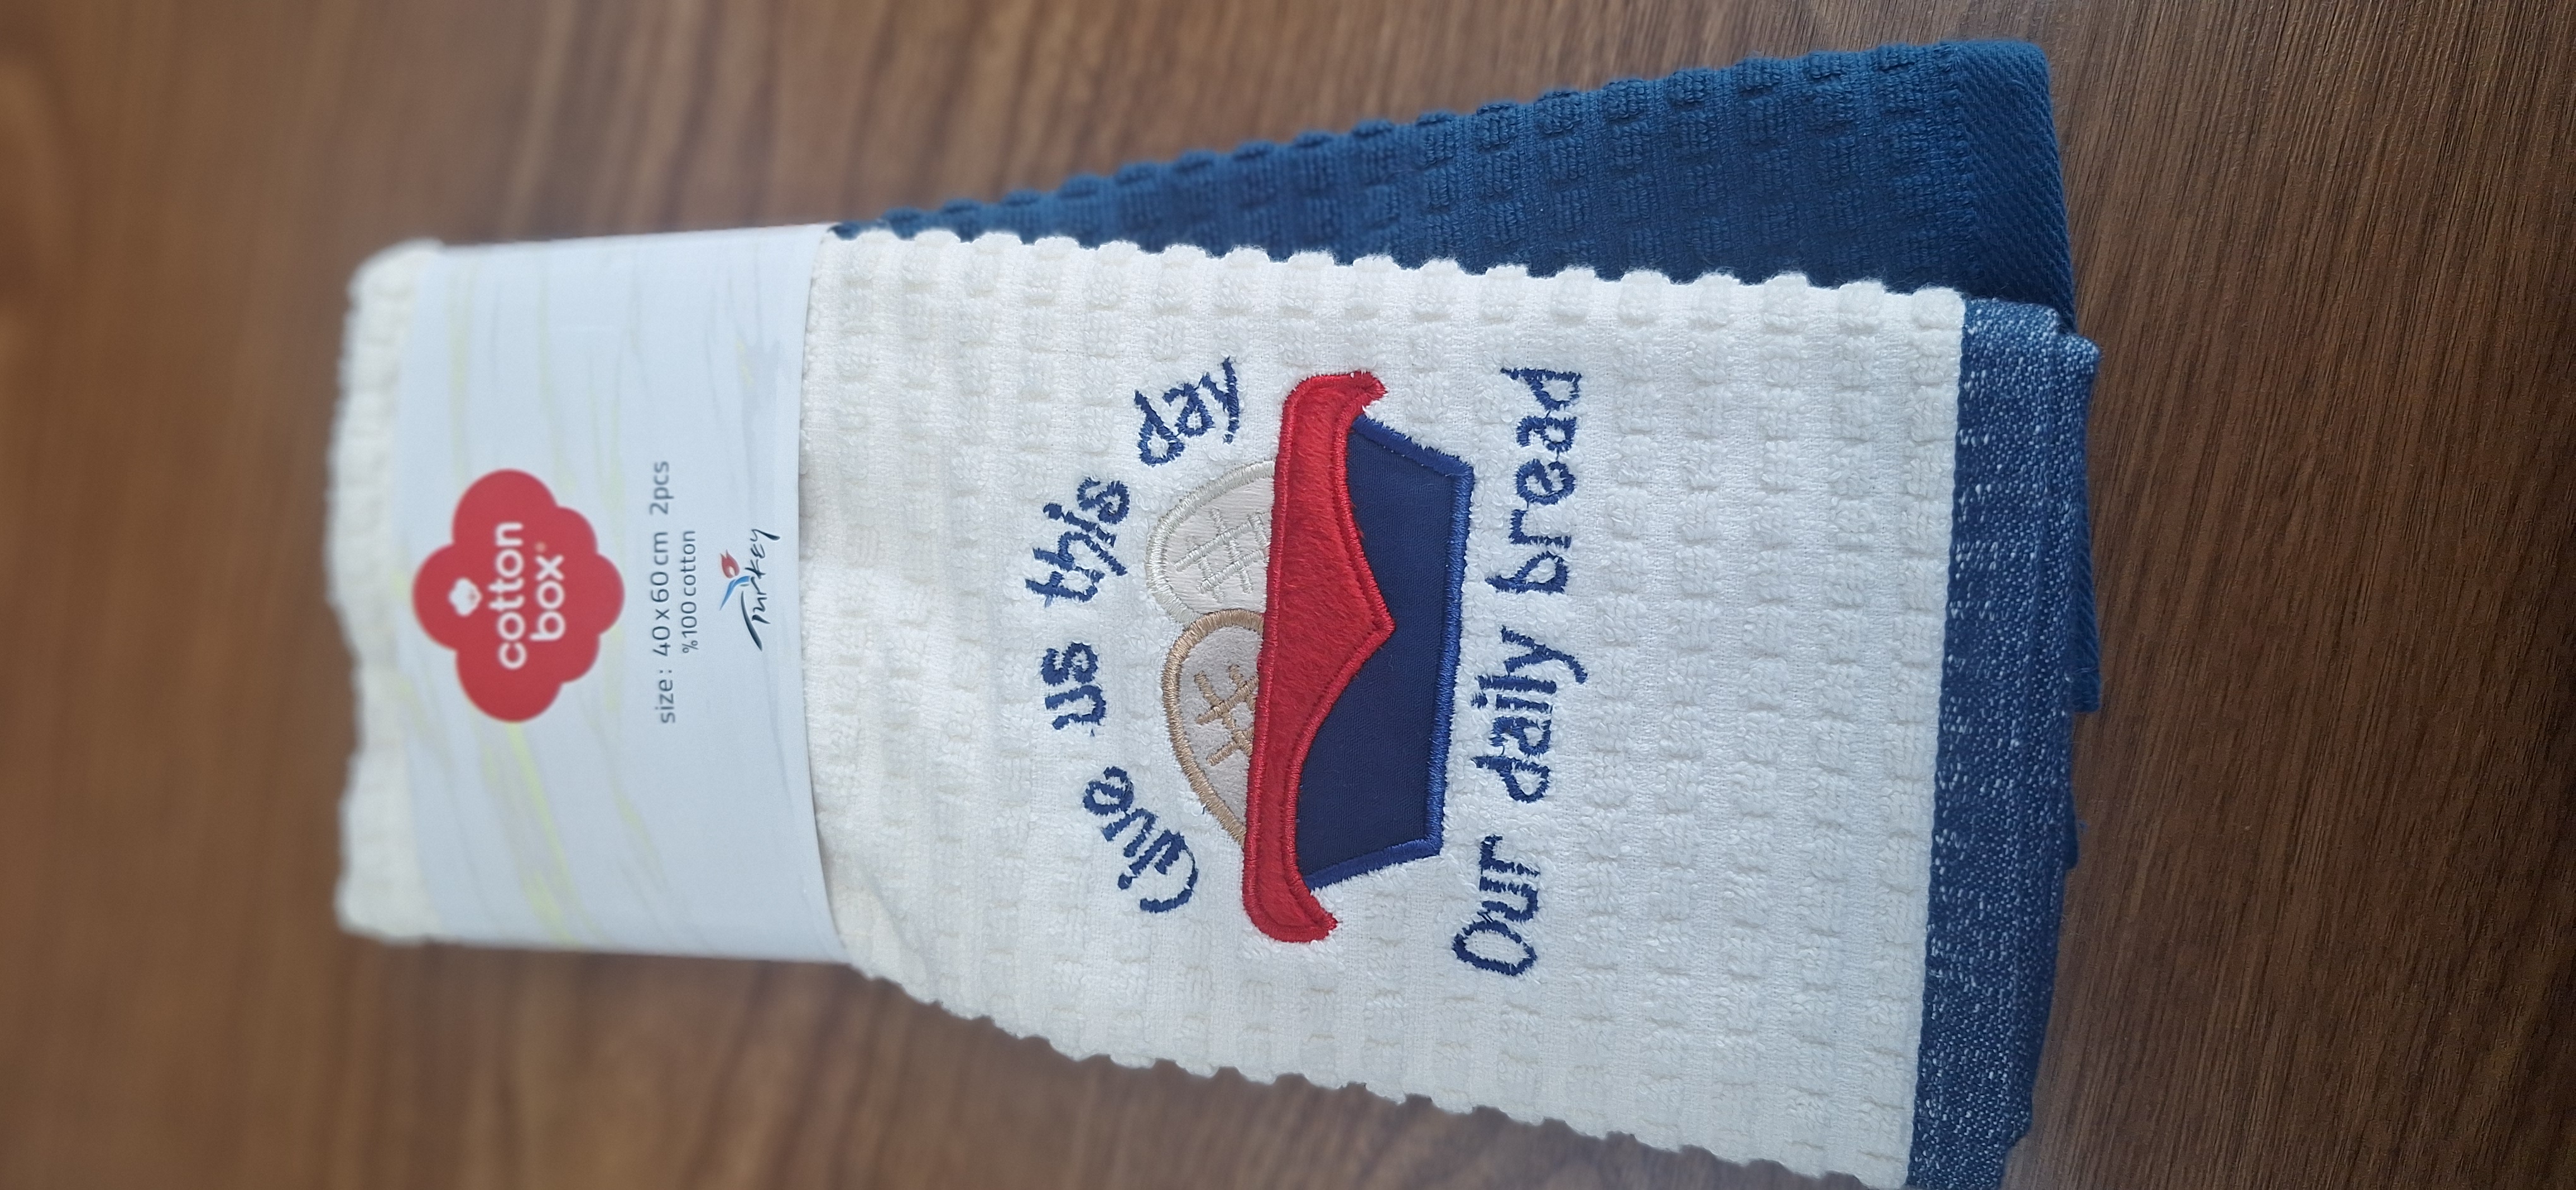 cotton
box®
size: 40 x 60 cm 2pcs
%100 cotton
Turkey
Give us this day
Our daily bread